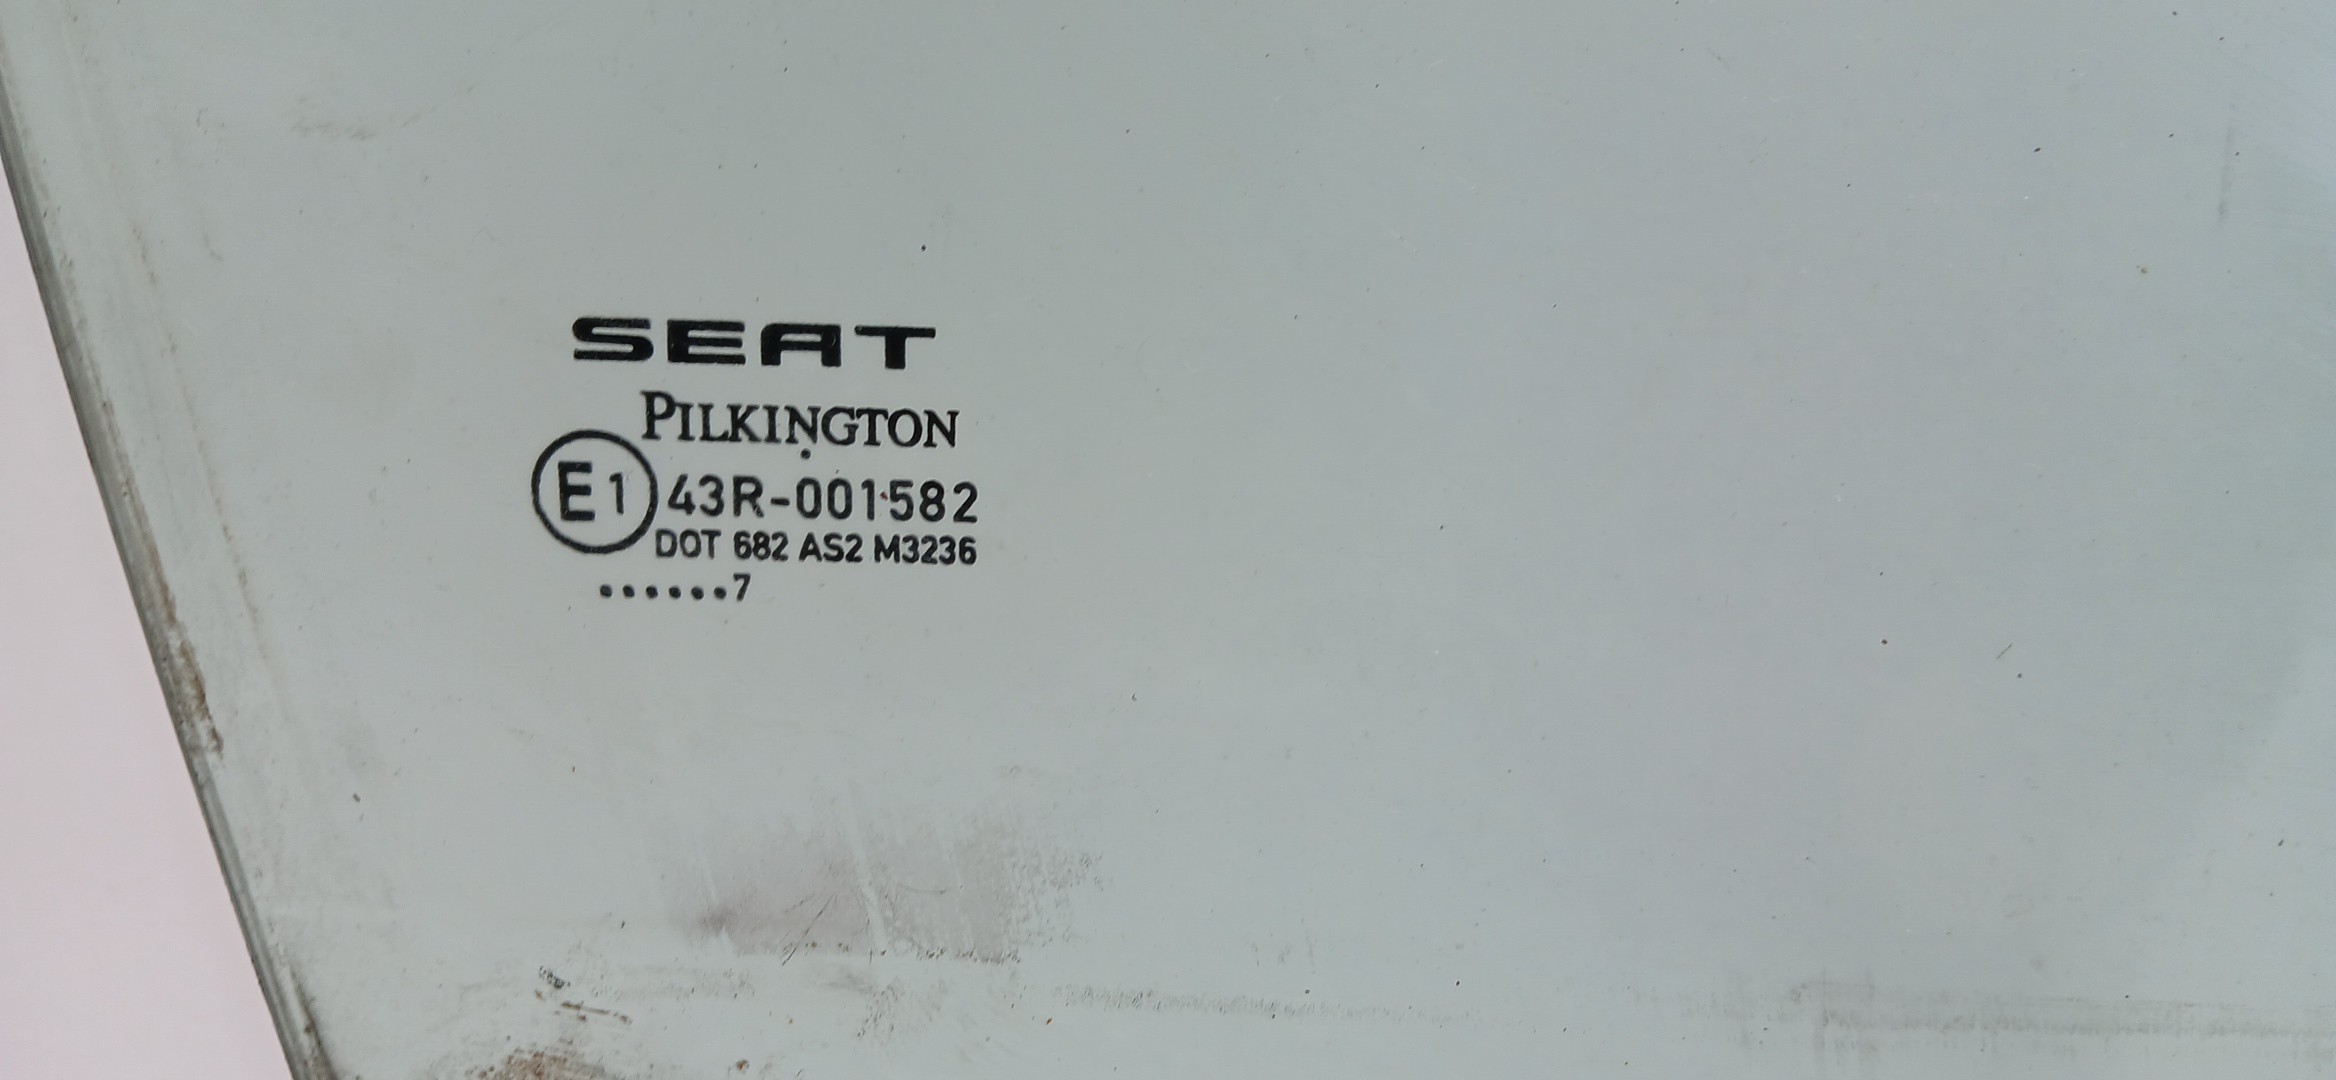 SEAT
PILKINGTON
E1 43R-001582
DOT 682 AS2 M3236
......7